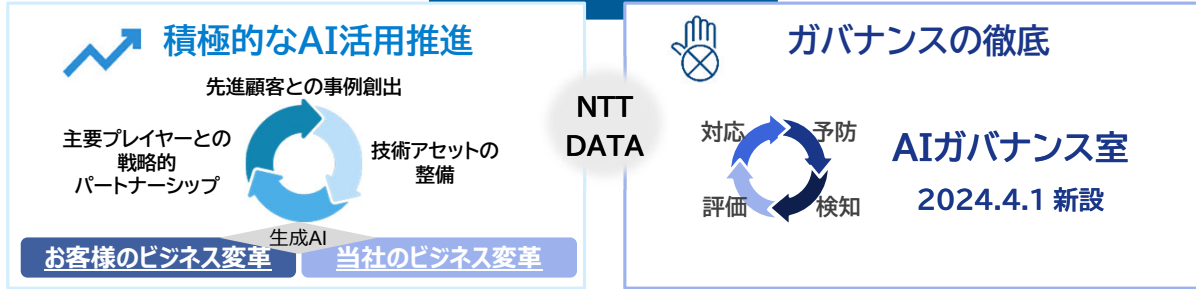 積極的なAI活用推進
先進顧客との事例創出
主要プレイヤーとの
戦略的
パートナーシップ
技術アセットの
整備
生成AI
お客様のビジネス変革
当社のビジネス変革
NTT
DATA
ガバナンスの徹底
対応
予防
評価
検知
AIガバナンス室
2024.4.1 新設